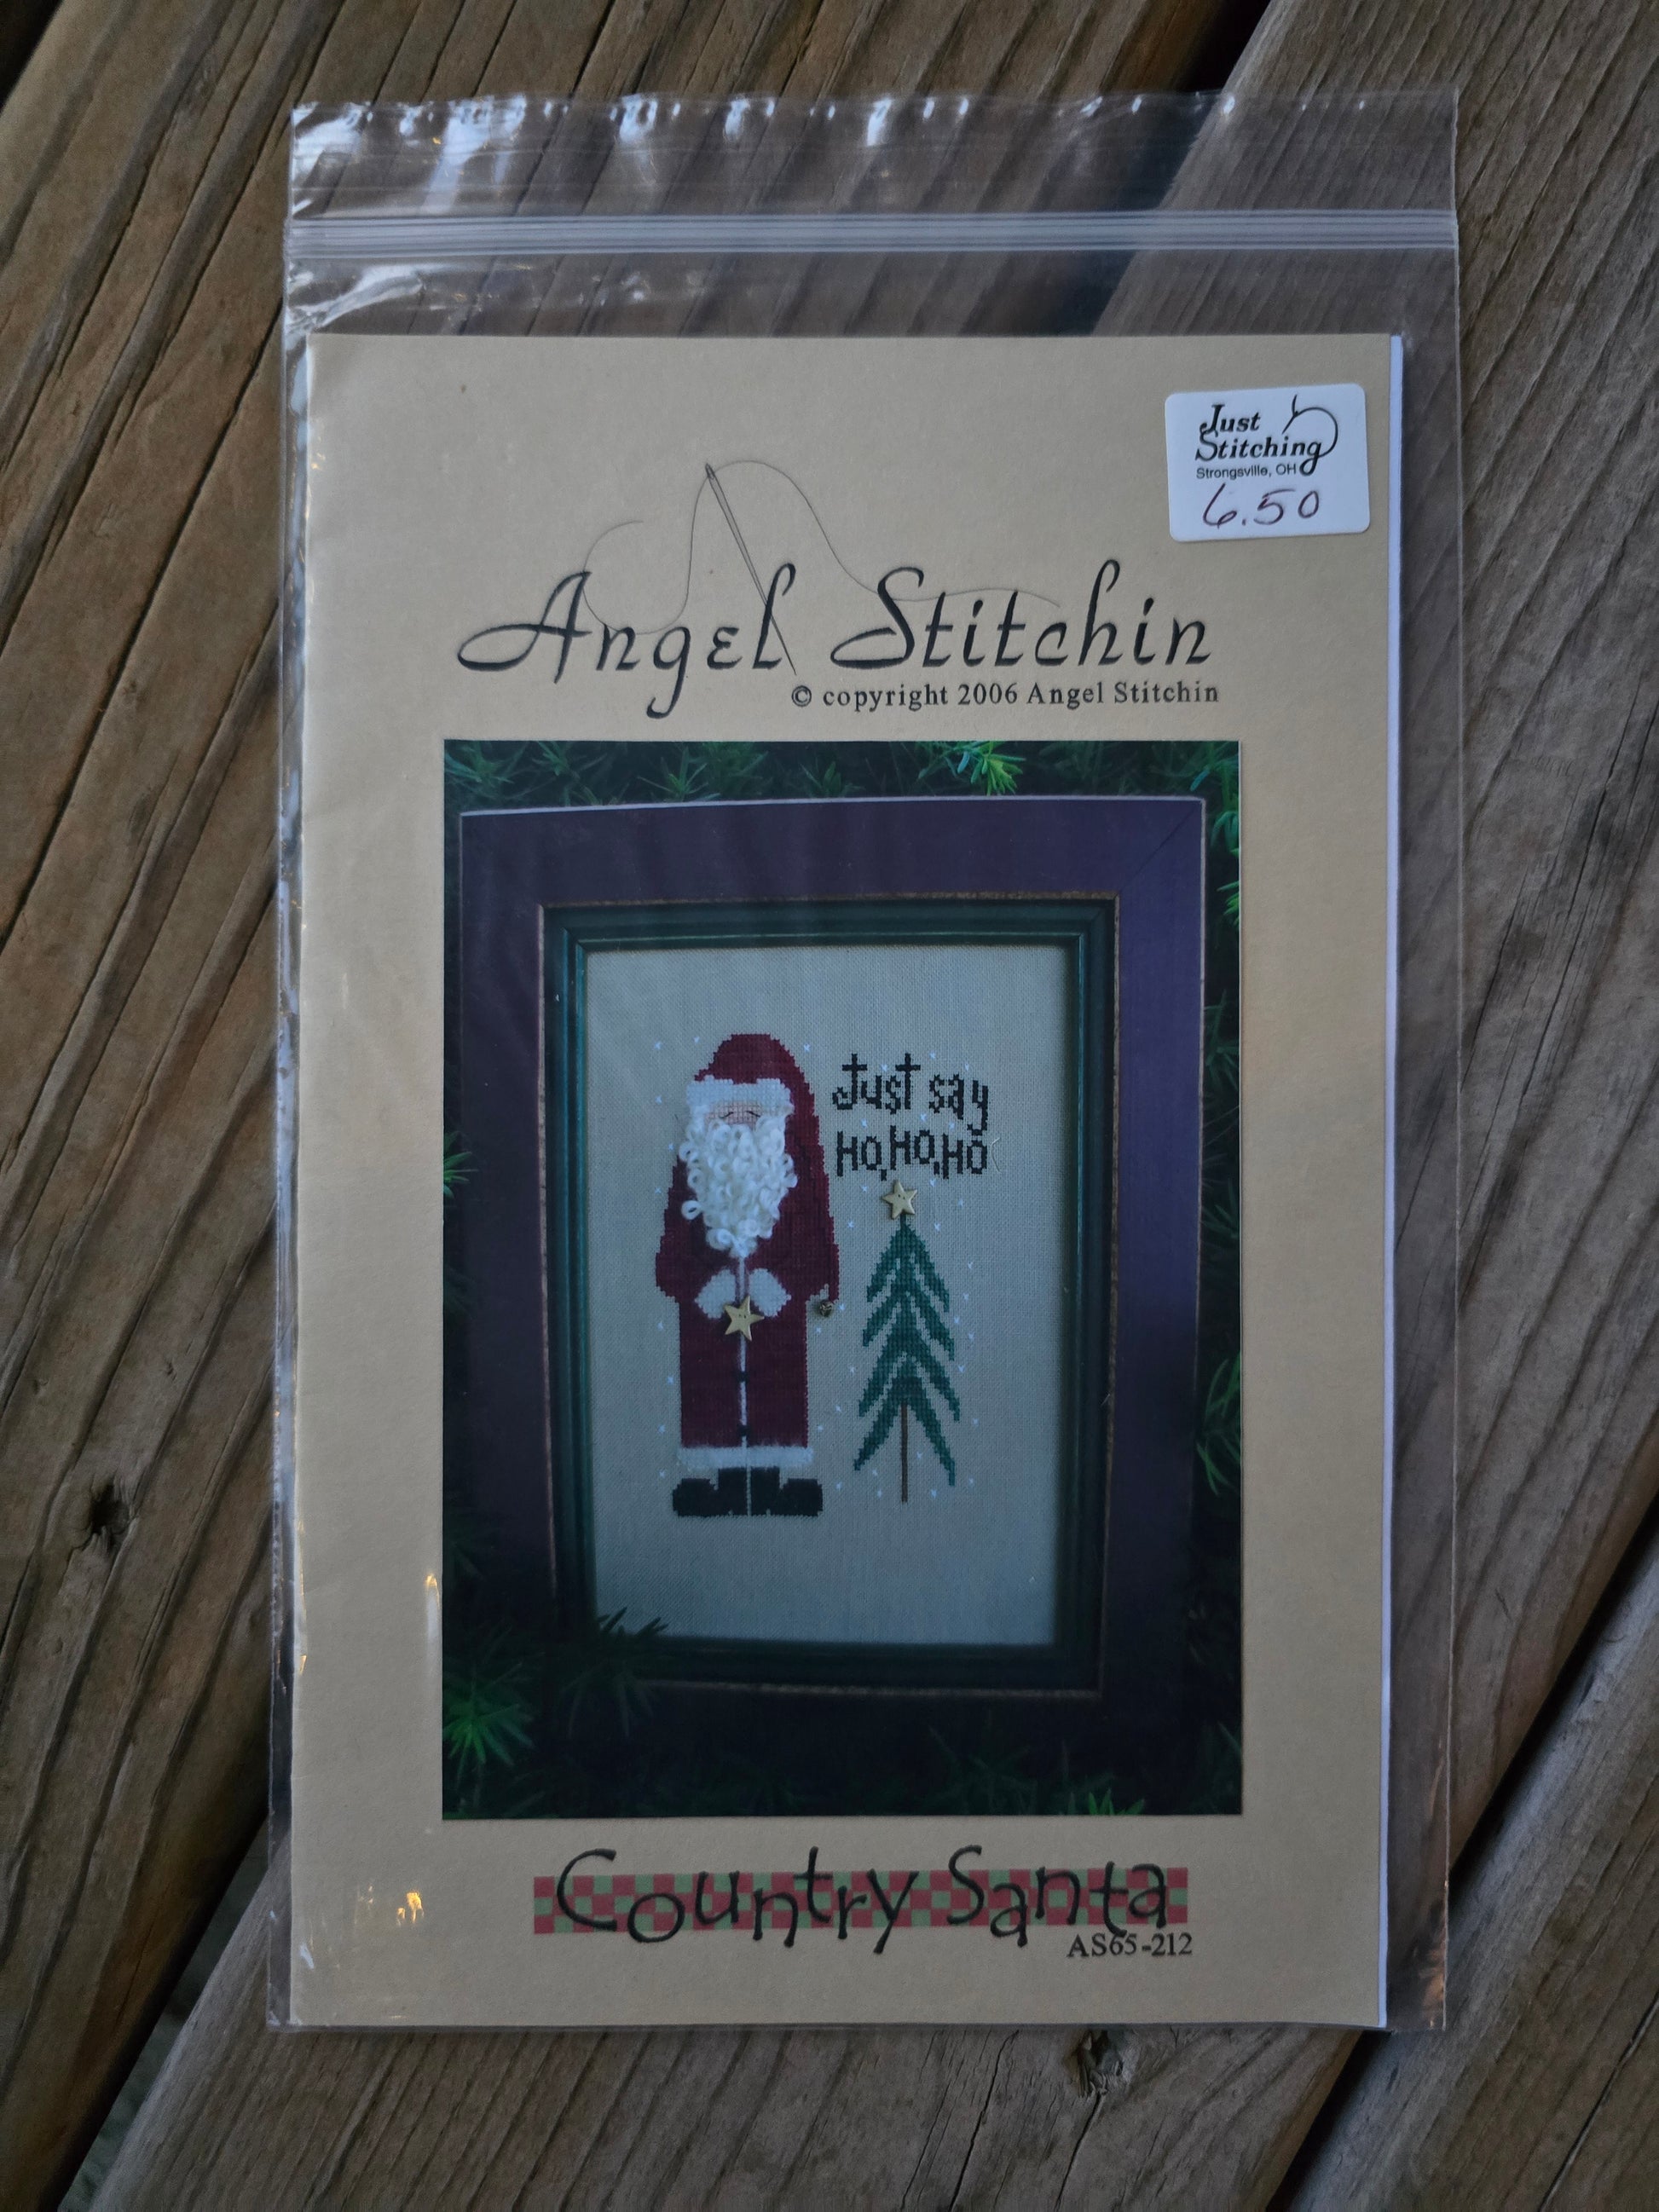 Just
Stitching
Strongsville, OH
6.50
Angel Stitchin
© copyright 2006 Angel Stitchin
Just say
HO, HO, HO
Country Santa
AS65-212